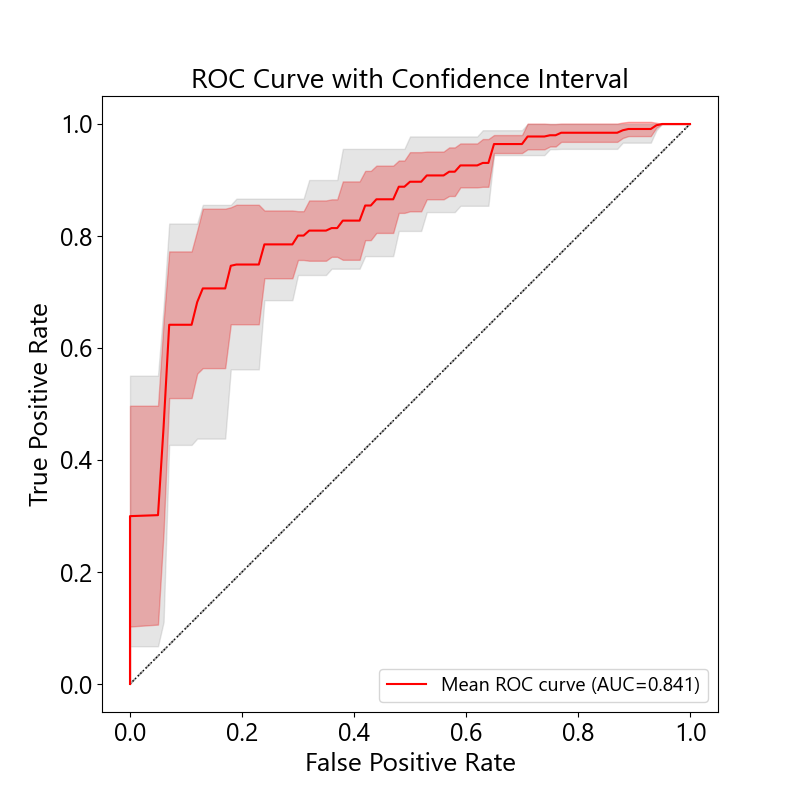 ROC Curve with Confidence Interval
1.0
0.8
0.6
0.4
0.2
0.0
True Positive Rate
Mean ROC curve (AUC=0.841)
0.0 0.2 0.4 0.6 0.8 1.0
False Positive Rate